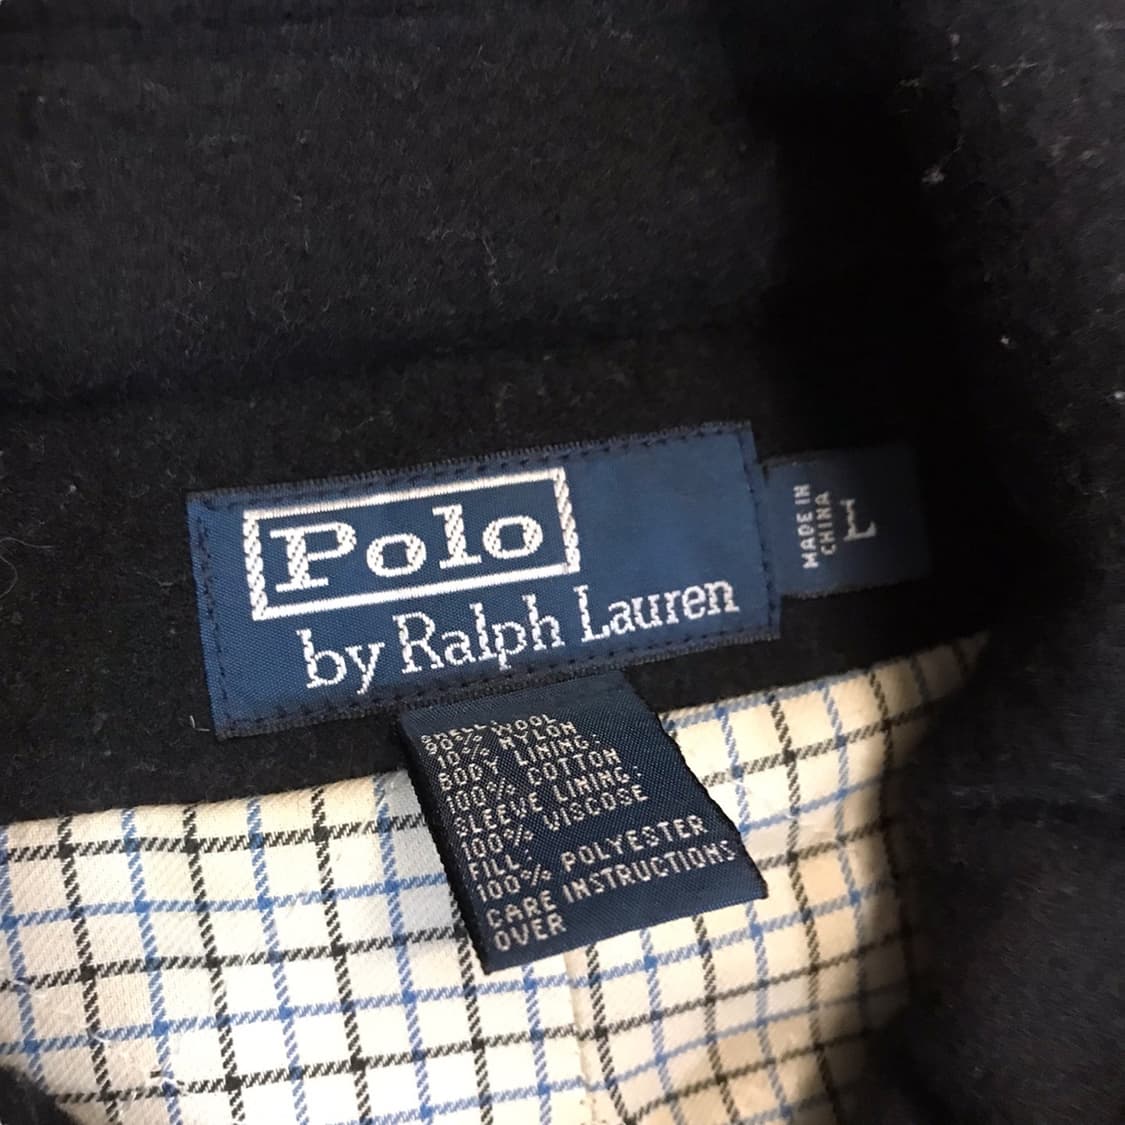 Polo
by Ralph Lauren
MADE IN
CHINA
L
SHELL: WOOL
90% NYLON
10%
BODY LINING:
100% COTTON
SLEEVE LINING:
100% VISCOSE
FILL:
100% POLYESTER
CARE INSTRUCTIONS
OVER